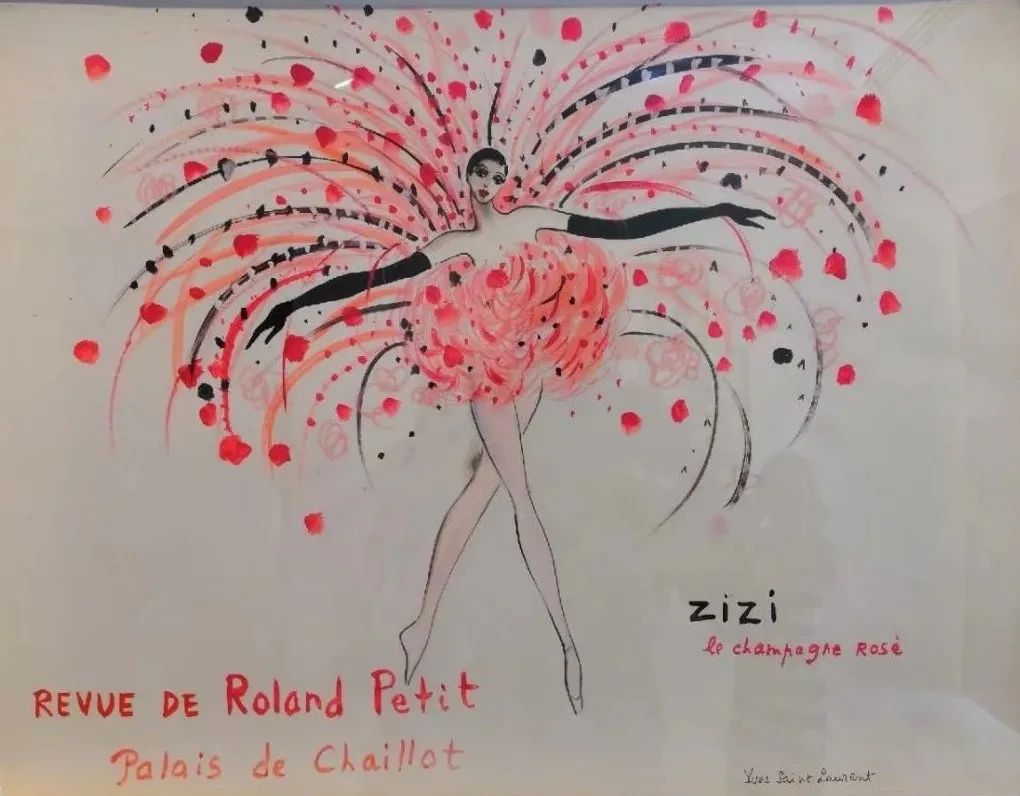 zizi
le champagne Rosé
REVUE DE Roland Petit
Palais de Chaillot
Yves Saint Laurent